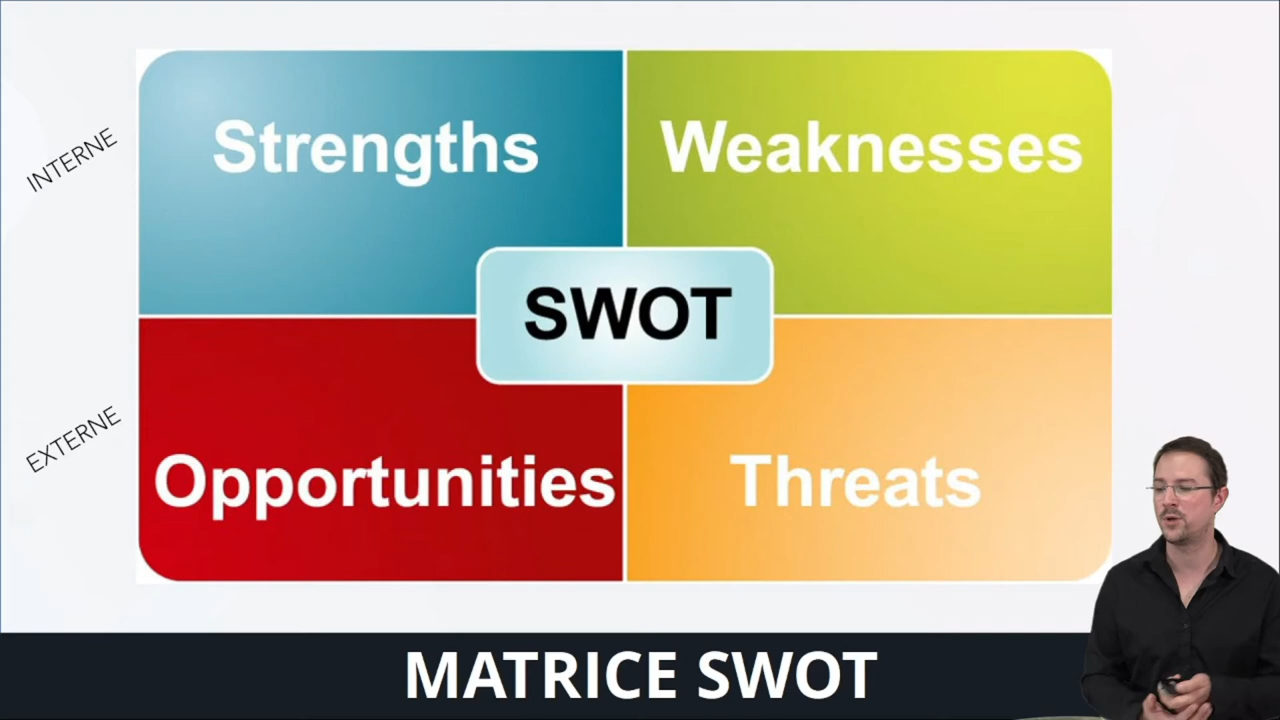 INTERNE
Strengths
Weaknesses
SWOT
EXTERNE
Opportunities
Threats
MATRICE SWOT